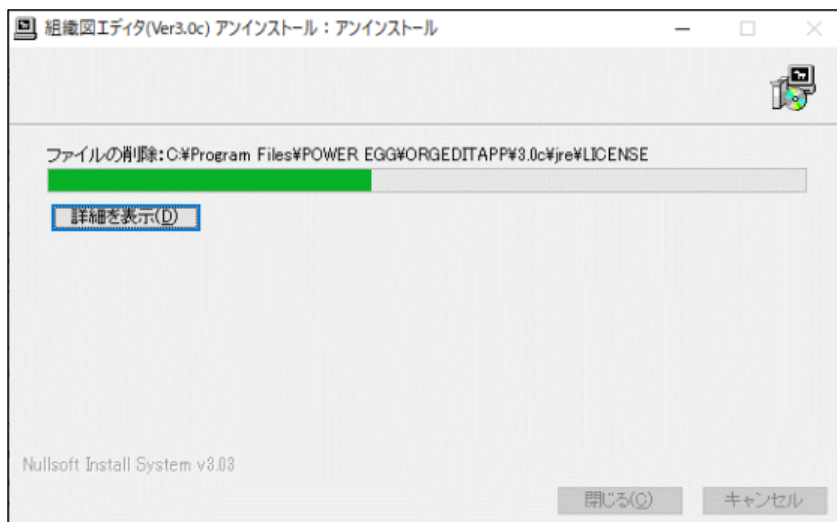 組織図エディタ(Ver3.0c) アンインストール：アンインストール
ファイルの削除:C:¥Program Files¥POWER EGG¥ORGEDITAPP¥3.0c¥jre¥LICENSE
詳細を表示(D)
Nullsoft Install System v3.03
閉じる(C) キャンセル